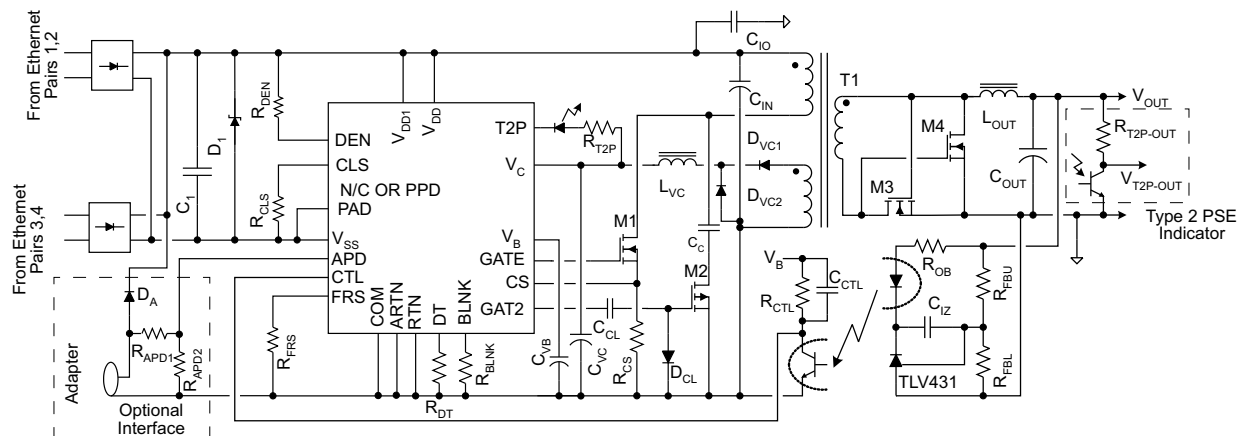 From Ethernet
Pairs 1,2
From Ethernet
Pairs 3,4
C1
D1
RDEN
RCLS
DEN
CLS
N/C OR PPD
PAD
VSS
APD
CTL
FRS
VDD1
VDD
T2P
VC
VB
GATE
CS
GAT2
COM
ARTN
RTN
DT
BLNK
RT2P
LVC
DVC1
DVC2
CIO
CIN
T1
M1
M2
CC
CCL
DCL
RCS
CVC
CVB
RBLNK
RDT
RFRS
DA
RAPD1
RAPD2
Adapter
Optional
Interface
M4
M3
LOUT
COUT
VOUT
RT2P-OUT
VT2P-OUT
Type 2 PSE
Indicator
VB
RCTL
CCTL
ROB
CIZ
RFBU
RFBL
TLV431